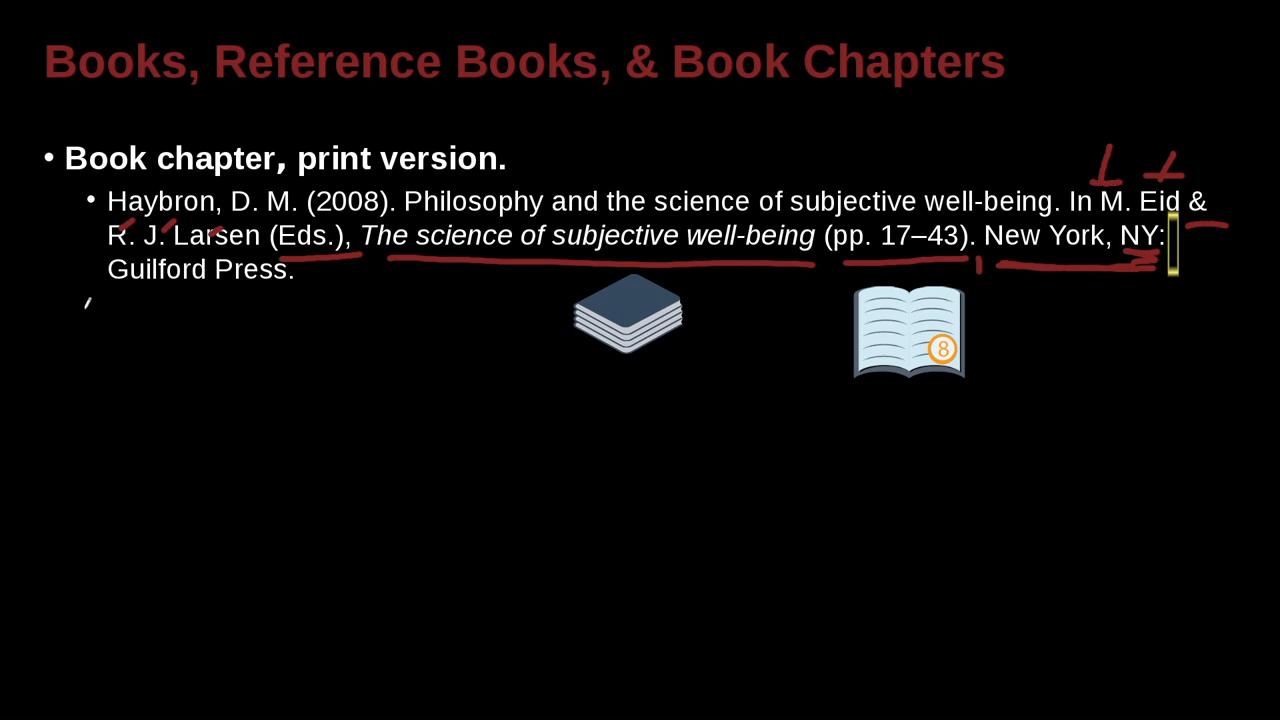 Books, Reference Books, & Book Chapters
• Book chapter, print version.
• Haybron, D. M. (2008). Philosophy and the science of subjective well-being. In M. Eid &
R. J. Larsen (Eds.), The science of subjective well-being (pp. 17–43). New York, NY:
Guilford Press.
8